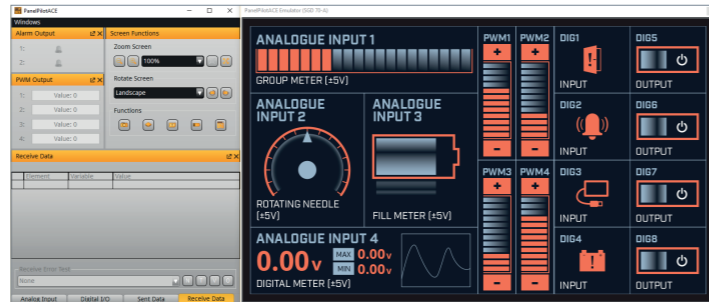 PanelPilotACE
Windows
Alarm Output
1:
2:
PWM Output
1: Value: 0
2: Value: 0
3: Value: 0
4: Value: 0
Screen Functions
Zoom Screen
100%
Rotate Screen
Landscape
Functions
Receive Data
Element Variable Value
Receive Error Test
None
Analog Input Digital I/O Sent Data Receive Data
PanelPilotACE Emulator (SGD 70-A)
ANALOGUE INPUT 1
GROUP METER (±5V)
ANALOGUE
INPUT 2
ROTATING NEEDLE
(±5V)
ANALOGUE
INPUT 3
FILL METER (±5V)
ANALOGUE INPUT 4
0.00v
MAX 0.00v
MIN 0.00v
DIGITAL METER (±5V)
PWM1 PWM2
+ +
- -
PWM3 PWM4
+ +
- -
DIG1
INPUT
DIG5
OUTPUT
DIG2
INPUT
DIG6
OUTPUT
DIG3
INPUT
DIG7
OUTPUT
DIG4
INPUT
DIG8
OUTPUT